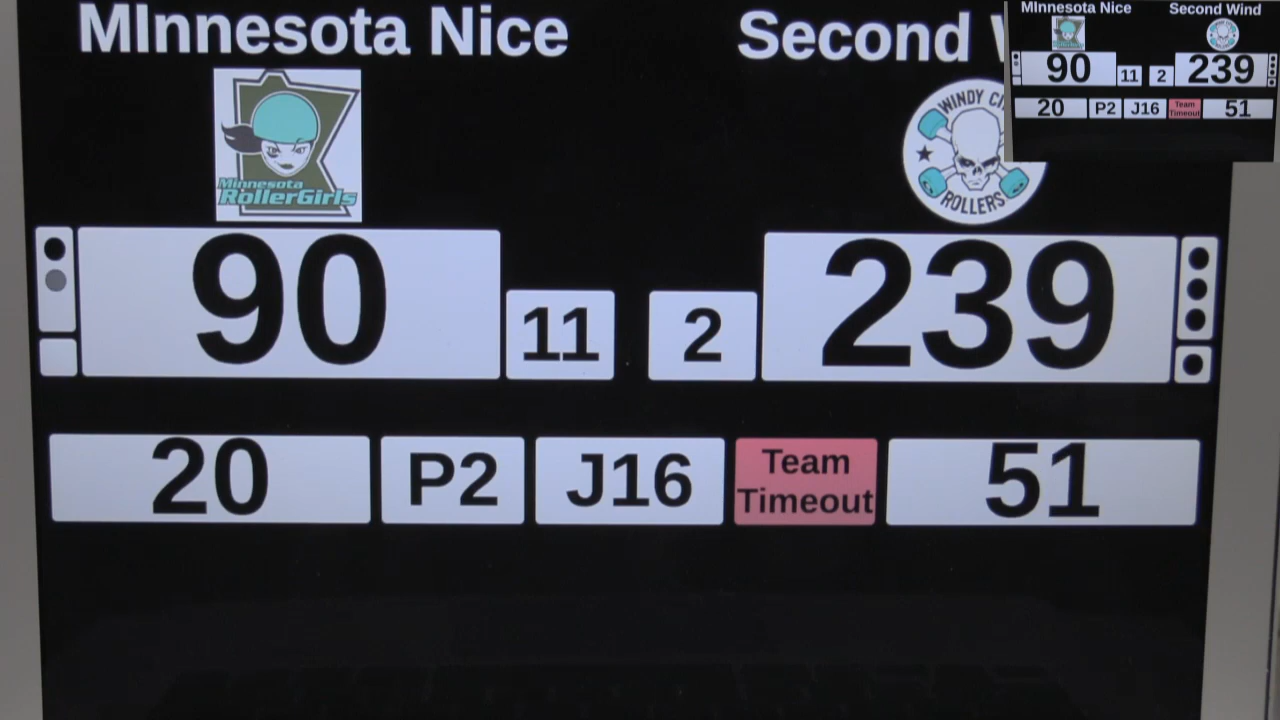 MInnesota Nice
Second W
Minnesota
RollerGirls
WINDY CI
ROLLERS
90
11
2
239
20
P2
J16
Team
Timeout
51
MInnesota Nice
Second Wind
90
11
2
239
20
P2
J16
Team
Timeout
51